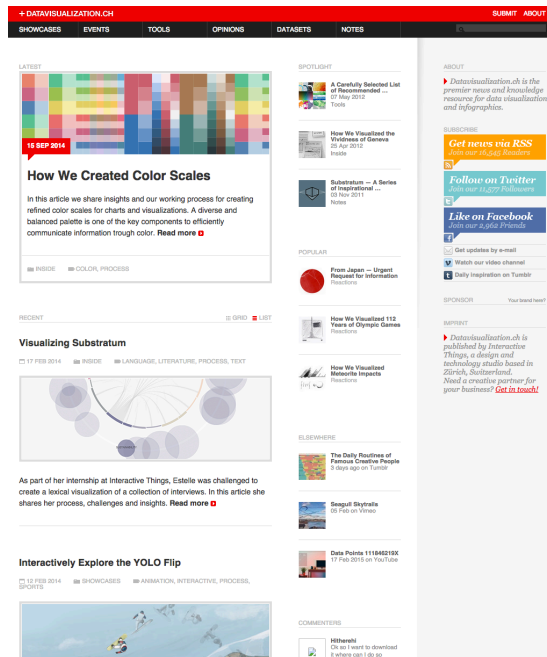 + DATAVISUALIZATION.CH
SUBMIT ABOUT
SHOWCASES EVENTS TOOLS OPINIONS DATASETS NOTES
LATEST
15 SEP 2014
How We Created Color Scales
In this article we share insights and our working process for creating
refined color scales for charts and visualizations. A diverse and
balanced palette is one of the key components to efficiently
communicate information trough color. Read more
INSIDE COLOR, PROCESS
RECENT
GRID LIST
Visualizing Substratum
17 FEB 2014 INSIDE LANGUAGE, LITERATURE, PROCESS, TEXT
As part of her internship at Interactive Things, Estelle was challenged to
create a lexical visualization of a collection of interviews. In this article she
shares her process, challenges and insights. Read more
Interactively Explore the YOLO Flip
12 FEB 2014 SHOWCASES ANIMATION, INTERACTIVE, PROCESS,
SPORTS
SPOTLIGHT
A Carefully Selected List
of Recommended ...
07 May 2012
Tools
How We Visualized the
Vividness of Geneva
25 Apr 2012
Inside
Substratum — A Series
of Inspirational ...
03 Nov 2011
Notes
POPULAR
From Japan — Urgent
Request for Information
Reactions
How We Visualized 112
Years of Olympic Games
Reactions
How We Visualized
Meteorite Impacts
Reactions
ELSEWHERE
The Daily Routines of
Famous Creative People
3 days ago on Tumblr
Seagull Skytrails
05 Feb on Vimeo
Data Points 111846219X
17 Feb 2015 on YouTube
COMMENTERS
Hitherehi
Ok so I want to download
it where can I do so
ABOUT
Datavisualization.ch is the
premier news and knowledge
resource for data visualization
and infographics.
SUBSCRIBE
Get news via RSS
Join our 16,545 Readers
Follow on Twitter
Join our 11,577 Followers
Like on Facebook
Join our 2,962 Friends
Get updates by e-mail
Watch our video channel
Daily inspiration on Tumblr
SPONSOR
Your brand here?
IMPRINT
Datavisualization.ch is
published by Interactive
Things, a design and
technology studio based in
Zürich, Switzerland.
Need a creative partner for
your business? Get in touch!